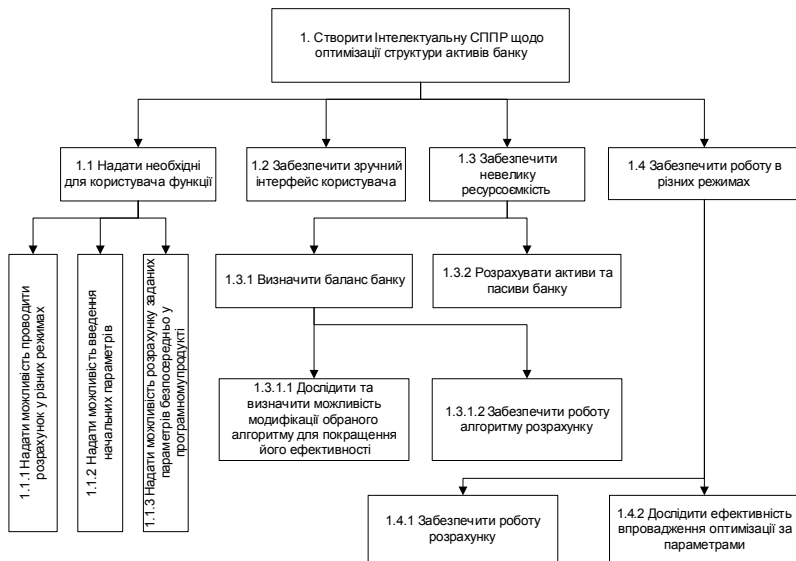 1. Створити Інтелектуальну СППР щодо
оптимізації структури активів банку
1.1 Надати необхідні
для користувача функції
1.2 Забезпечити зручний
інтерфейс користувача
1.3 Забезпечити
невелику
ресурсоємкість
1.4 Забезпечити роботу в
різних режимах
1.1.1 Надати можливість проводити
розрахунок у різних режимах
1.1.2 Надати можливість введення
начальних параметрів
1.1.3 Надати можливість розрахунку заданих
параметрів безпосередньо у
програмномупродукті
1.3.1 Визначити баланс банку
1.3.2 Розрахувати активи та
пасиви банку
1.3.1.1 Дослідити та
визначити можливість
модифікації обраного
алгоритму для покращення
його ефективності
1.3.1.2 Забезпечити роботу
алгоритму розрахунку
1.4.1 Забезпечити роботу
розрахунку
1.4.2 Дослідити ефективність
впровадження оптимізації за
параметрами